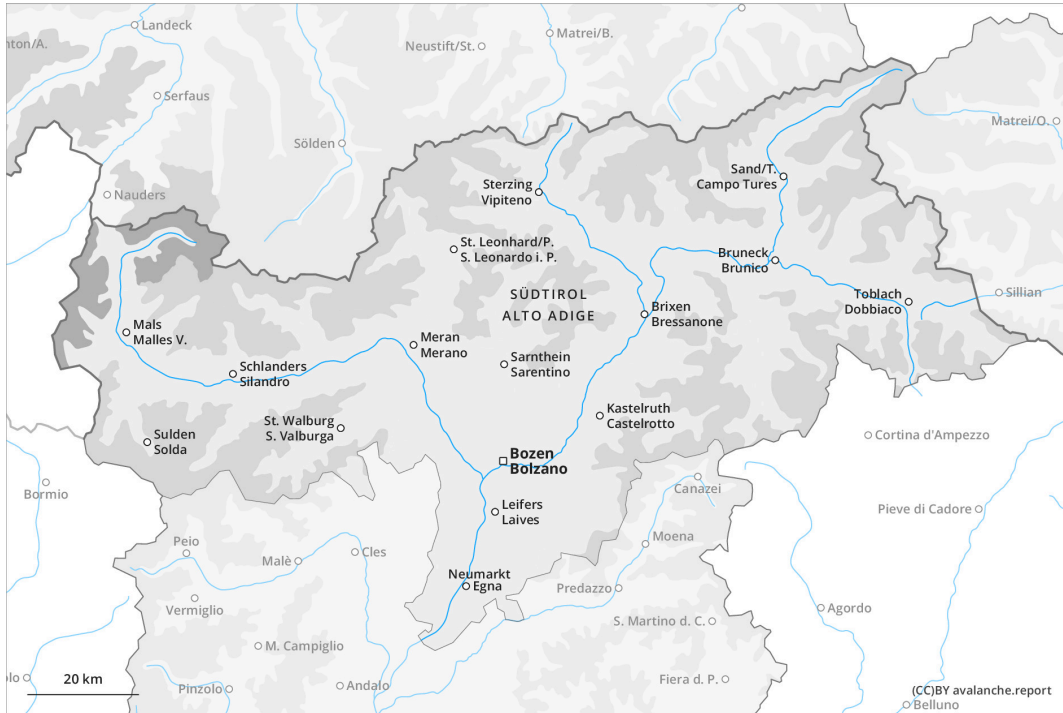 Landeck
nton/A.
Neustift/St.
Matrei/B.
Serfaus
Matrei/O.
Sölden
Nauders
Sand/T.
Campo Tures
Sterzing
Vipiteno
St. Leonhard/P.
S. Leonardo i. P.
Bruneck
Brunico
SÜDTIROL
ALTO ADIGE
Toblach
Dobbiaco
Sillian
Brixen
Bressanone
Mals
Malles V.
Meran
Merano
Schlanders
Silandro
Sarnthein
Sarentino
Kastelruth
Castelrotto
St. Walburg
S. Valburga
Sulden
Solda
Cortina d'Ampezzo
Bozen
Bolzano
Bormio
Canazei
Leifers
Laives
Pieve di Cadore
Moena
Peio
Cles
Malè
Neumarkt
Egna
Predazzo
Vermiglio
Agordo
S. Martino d. C.
M. Campiglio
olo
20 km
Pinzolo
Andalo
Fiera d. P.
(CC)BY avalanche.report
Belluno